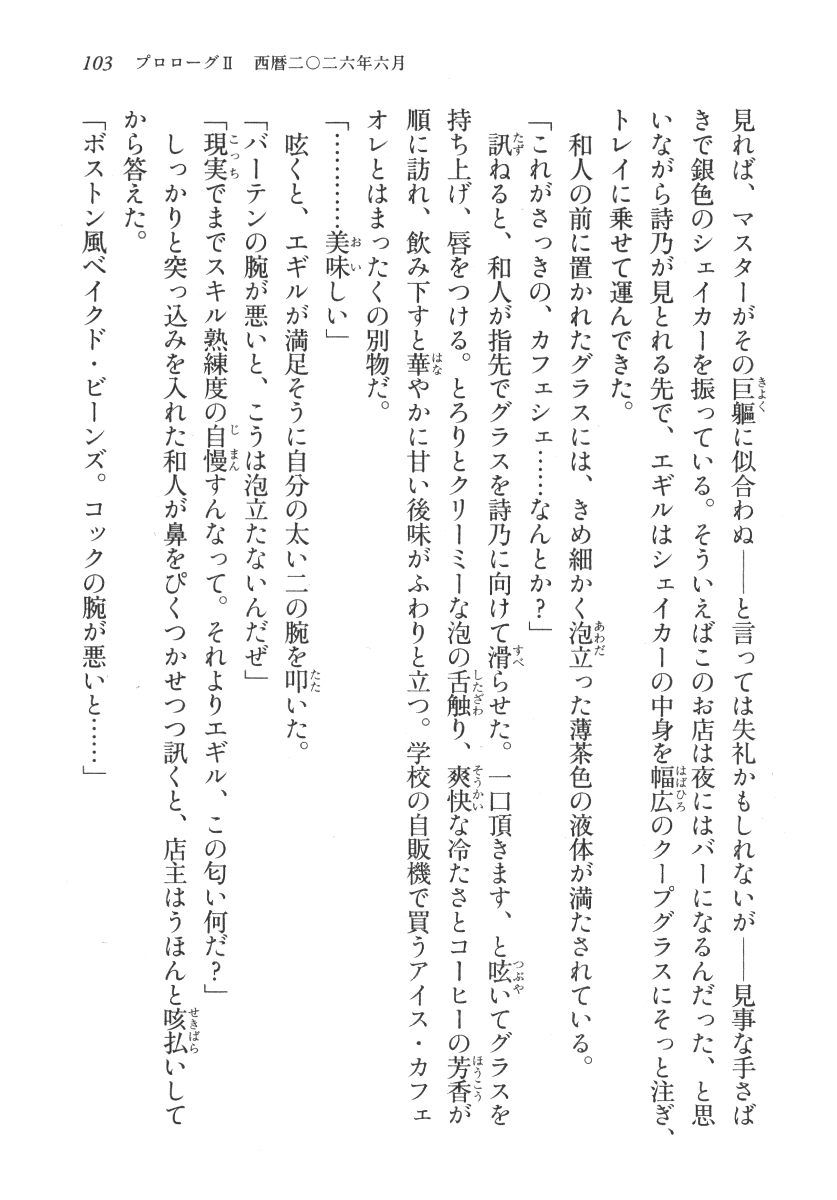 103 プロローグⅡ 西暦二〇二六年六月
見れば、マスターがその巨軀に似合わぬ――と言っては失礼かもしれないが――見事な手さば
きで銀色のシェイカーを振っている。そういえばこのお店は夜にはバーになるんだった、と思
いながら詩乃が見とれる先で、エギルはシェイカーの中身を幅広のクープグラスにそっと注ぎ、
トレイに乗せて運んできた。
和人の前に置かれたグラスには、きめ細かく泡立った薄茶色の液体が満たされている。
「これがさっきの、カフェシェ……なんとか？」
訊ねると、和人が指先でグラスを詩乃に向けて滑らせた。一口頂きます、と呟いてグラスを
持ち上げ、唇をつける。とろりとクリーミーな泡の舌触り、爽快な冷たさとコーヒーの芳香が
順に訪れ、飲み下すと華やかに甘い後味がふわりと立つ。学校の自販機で買うアイス・カフェ
オレとはまったくの別物だ。
「…………美味しい」
呟くと、エギルが満足そうに自分の太い二の腕を叩いた。
「バーテンの腕が悪いと、こうは泡立たないんだぜ」
「現実でまでスキル熟練度の自慢すんなって。それよりエギル、この匂い何だ？」
しっかりと突っ込みを入れた和人が鼻をぴくつかせつつ訊くと、店主はうほんと咳払いして
から答えた。
「ボストン風ベイクド・ビーンズ。コックの腕が悪いと……」